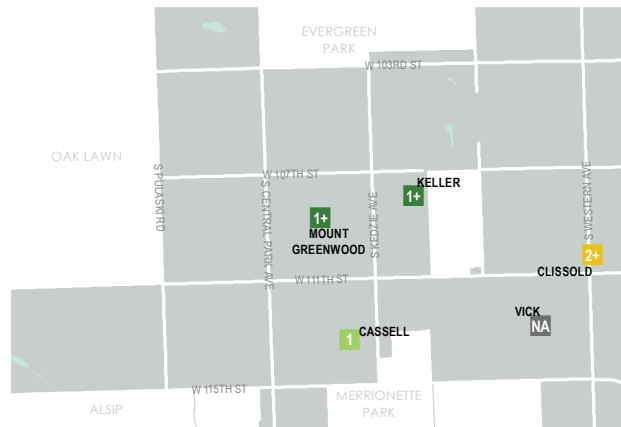 EVERGREEN
PARK
W 103RD ST
OAK LAWN
S PULASKI RD
W 107TH ST
S CENTRAL PARK AVE
S KEDZIE AVE
S WESTERN AVE
KELLER
1+
1+
MOUNT
GREENWOOD
2+
CLISSOLD
W 111TH ST
VICK
NA
1
CASSELL
W 115TH ST
ALSIP
MERRIONETTE
PARK